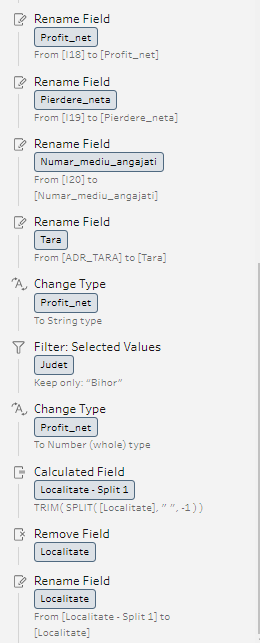 Rename Field
Profit_net
From [I18] to [Profit_net]
Rename Field
Pierdere_neta
From [I19] to [Pierdere_neta]
Rename Field
Numar_mediu_angajati
From [I20] to
[Numar_mediu_angajati]
Rename Field
Tara
From [ADR_TARA] to [Tara]
Change Type
Profit_net
To String type
Filter: Selected Values
Judet
Keep only: “Bihor”
Change Type
Profit_net
To Number (whole) type
Calculated Field
Localitate - Split 1
TRIM( SPLIT( [Localitate], " ", -1 ) )
Remove Field
Localitate
Rename Field
Localitate
From [Localitate - Split 1] to
[Localitate]